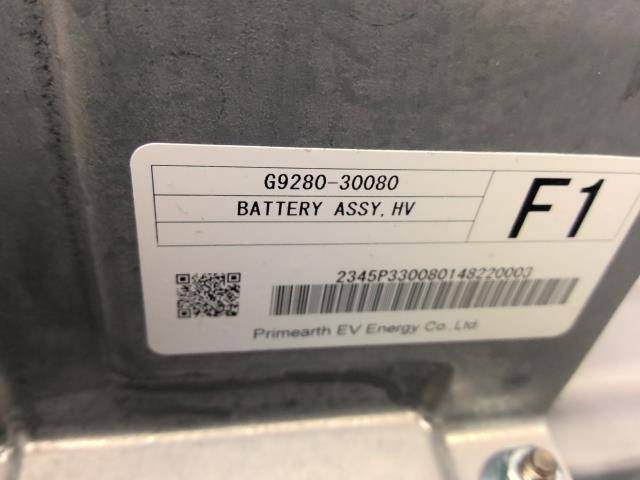 G9280-30080
BATTERY ASSY,HV
F1
2345P330080148220003
Primearth EV Energy Co.,Ltd.